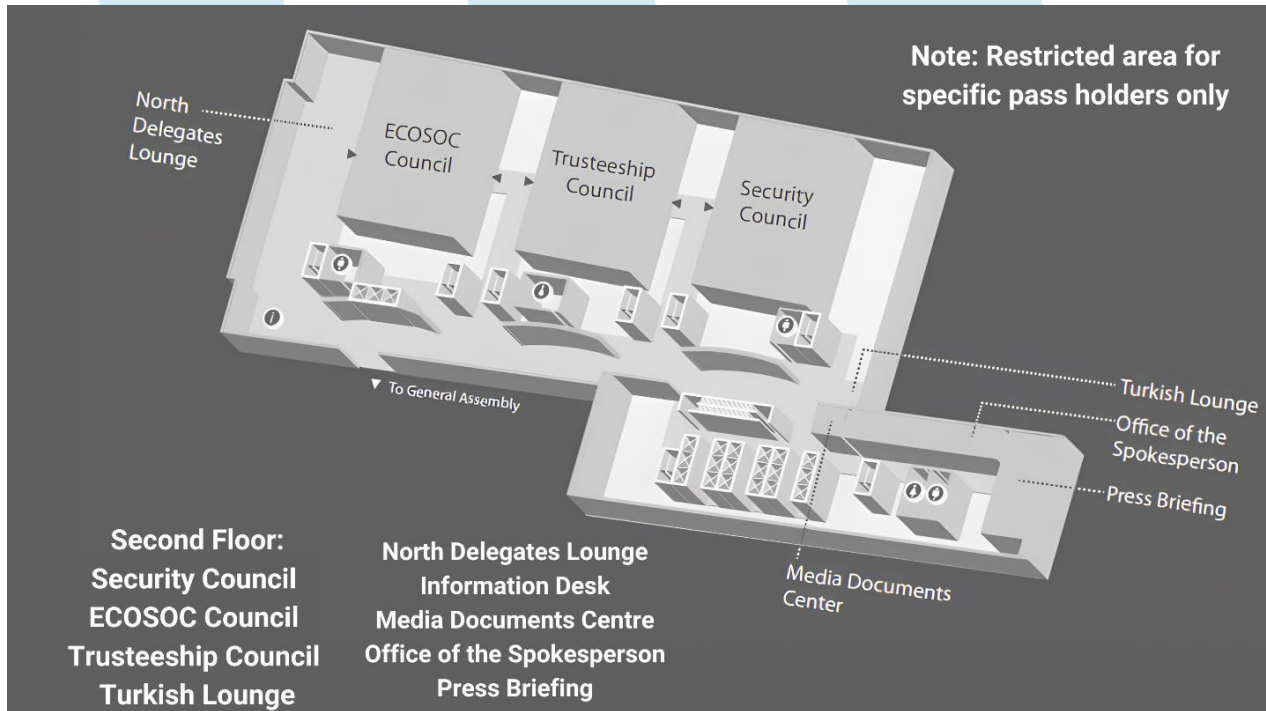 Note: Restricted area for
specific pass holders only
North
Delegates
Lounge
ECOSOC
Council
Trusteeship
Council
Security
Council
i
To General Assembly
Turkish Lounge
Office of the
Spokesperson
Press Briefing
Media Documents
Center
Second Floor:
Security Council
ECOSOC Council
Trusteeship Council
Turkish Lounge
North Delegates Lounge
Information Desk
Media Documents Centre
Office of the Spokesperson
Press Briefing